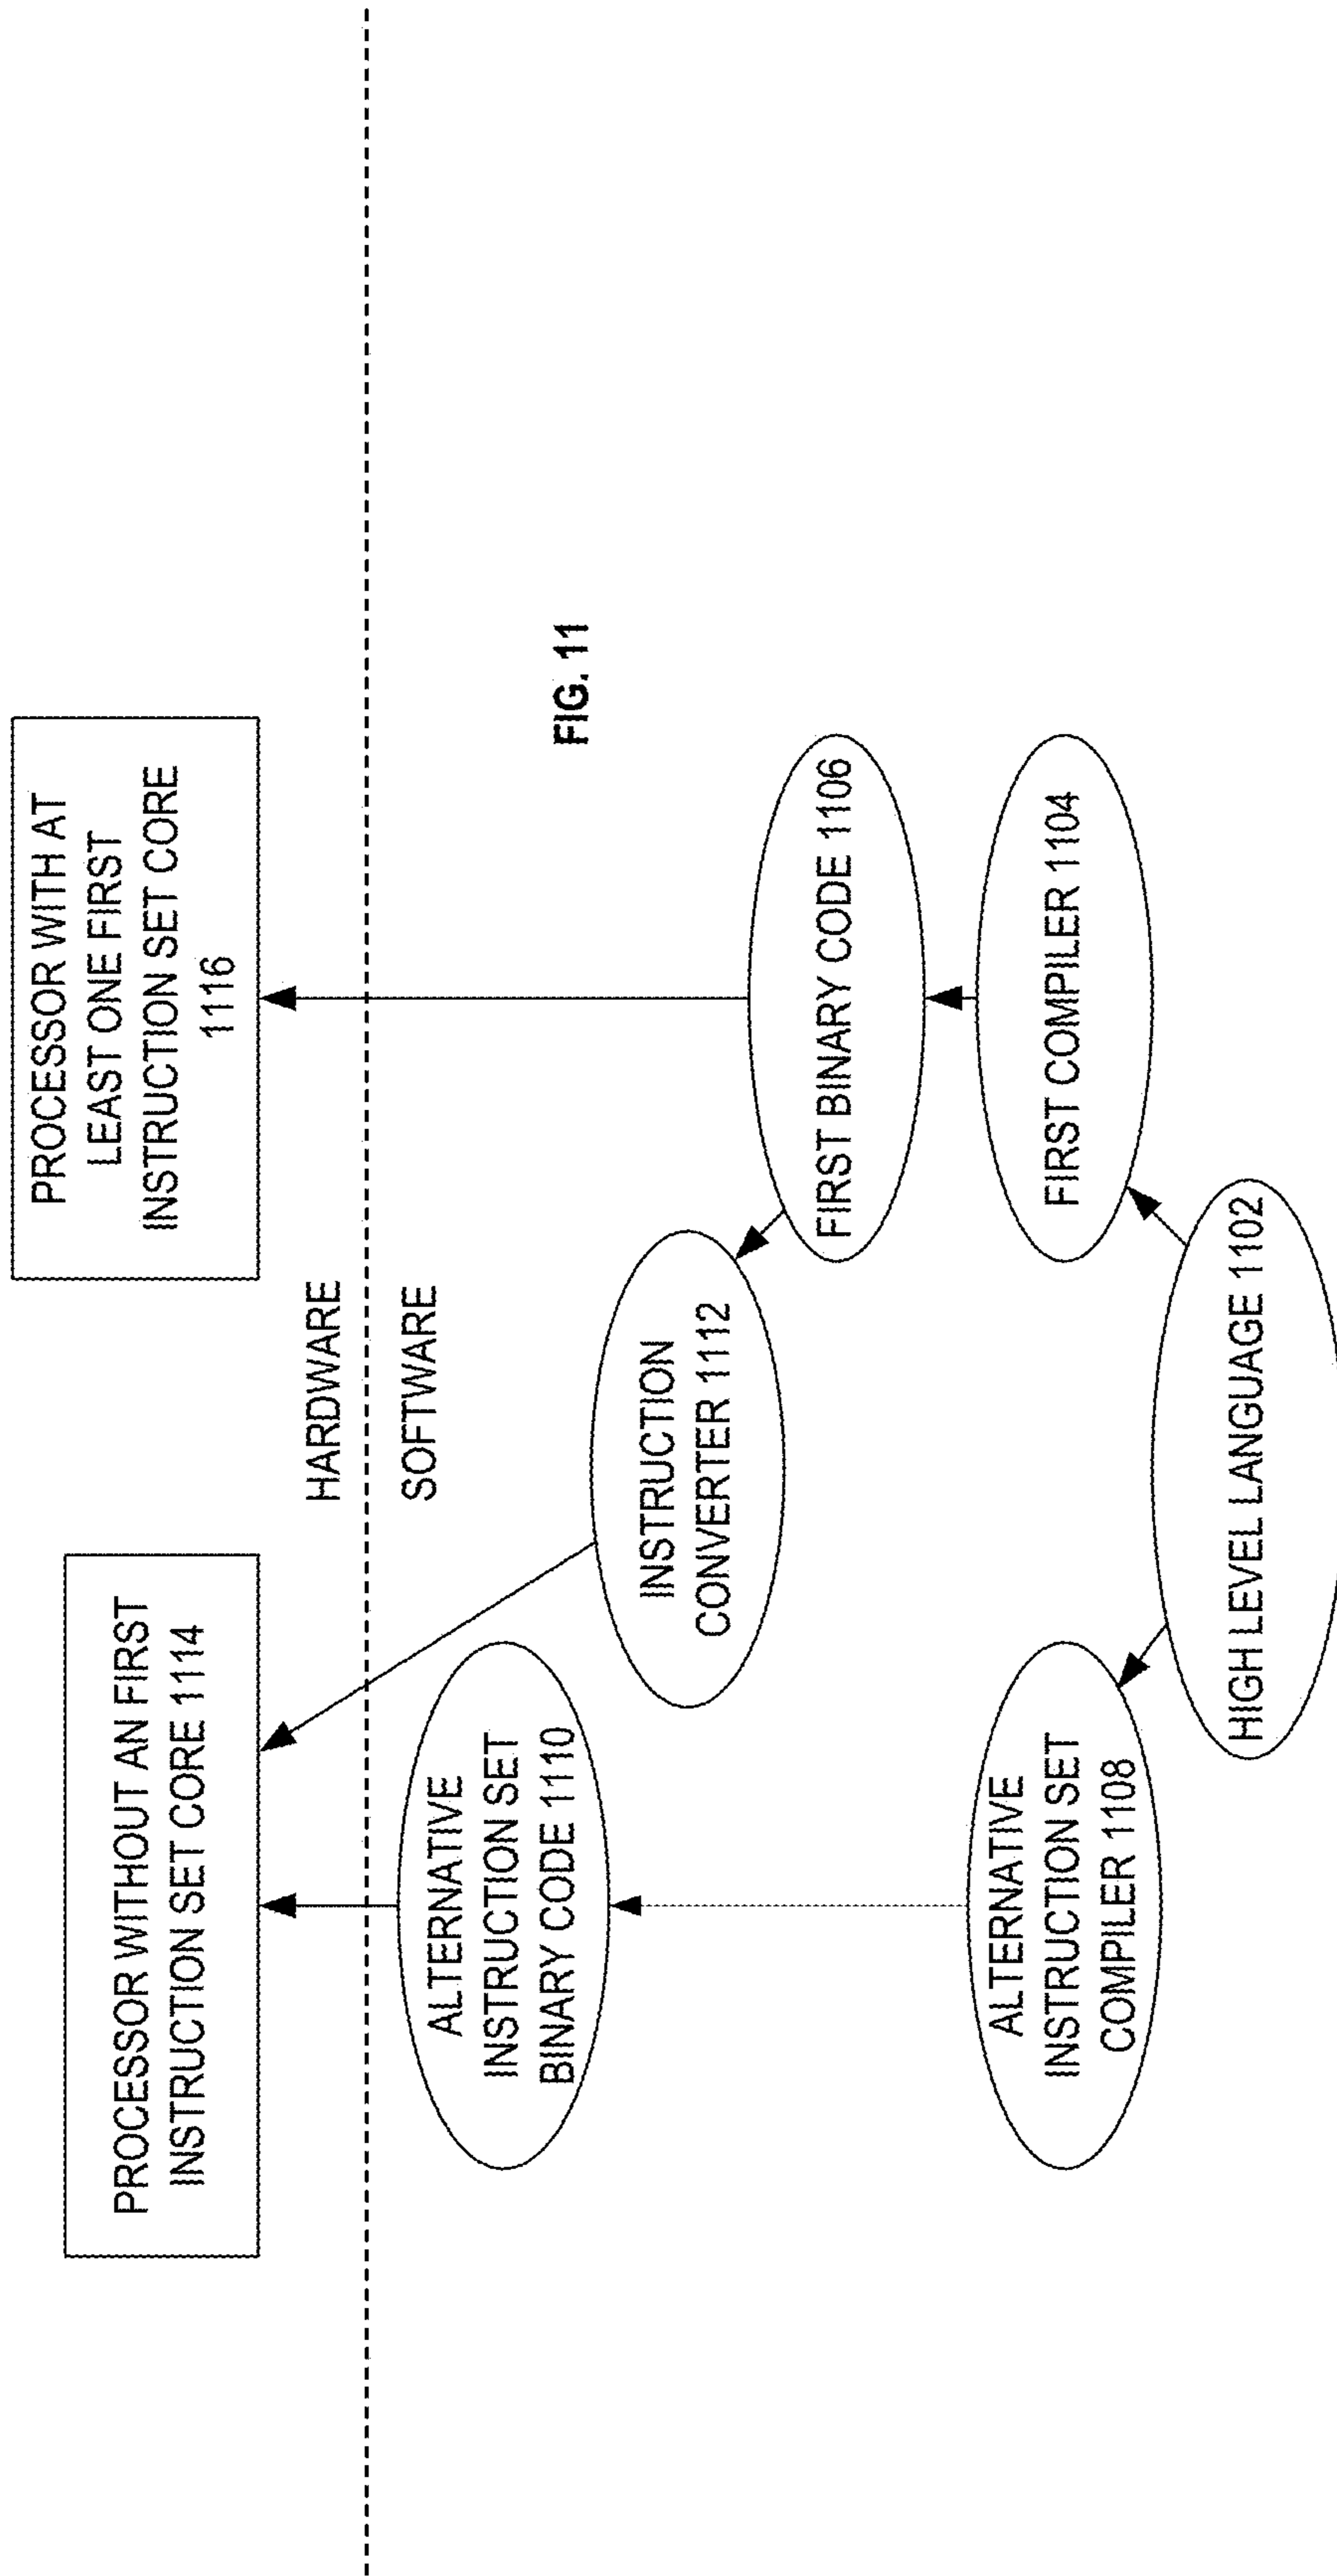 PROCESSOR WITHOUT AN FIRST
INSTRUCTION SET CORE 1114
PROCESSOR WITH AT
LEAST ONE FIRST
INSTRUCTION SET CORE
1116
HARDWARE
SOFTWARE
ALTERNATIVE
INSTRUCTION SET
BINARY CODE 1110
INSTRUCTION
CONVERTER 1112
FIG. 11
FIRST BINARY CODE 1106
ALTERNATIVE
INSTRUCTION SET
COMPILER 1108
FIRST COMPILER 1104
HIGH LEVEL LANGUAGE 1102